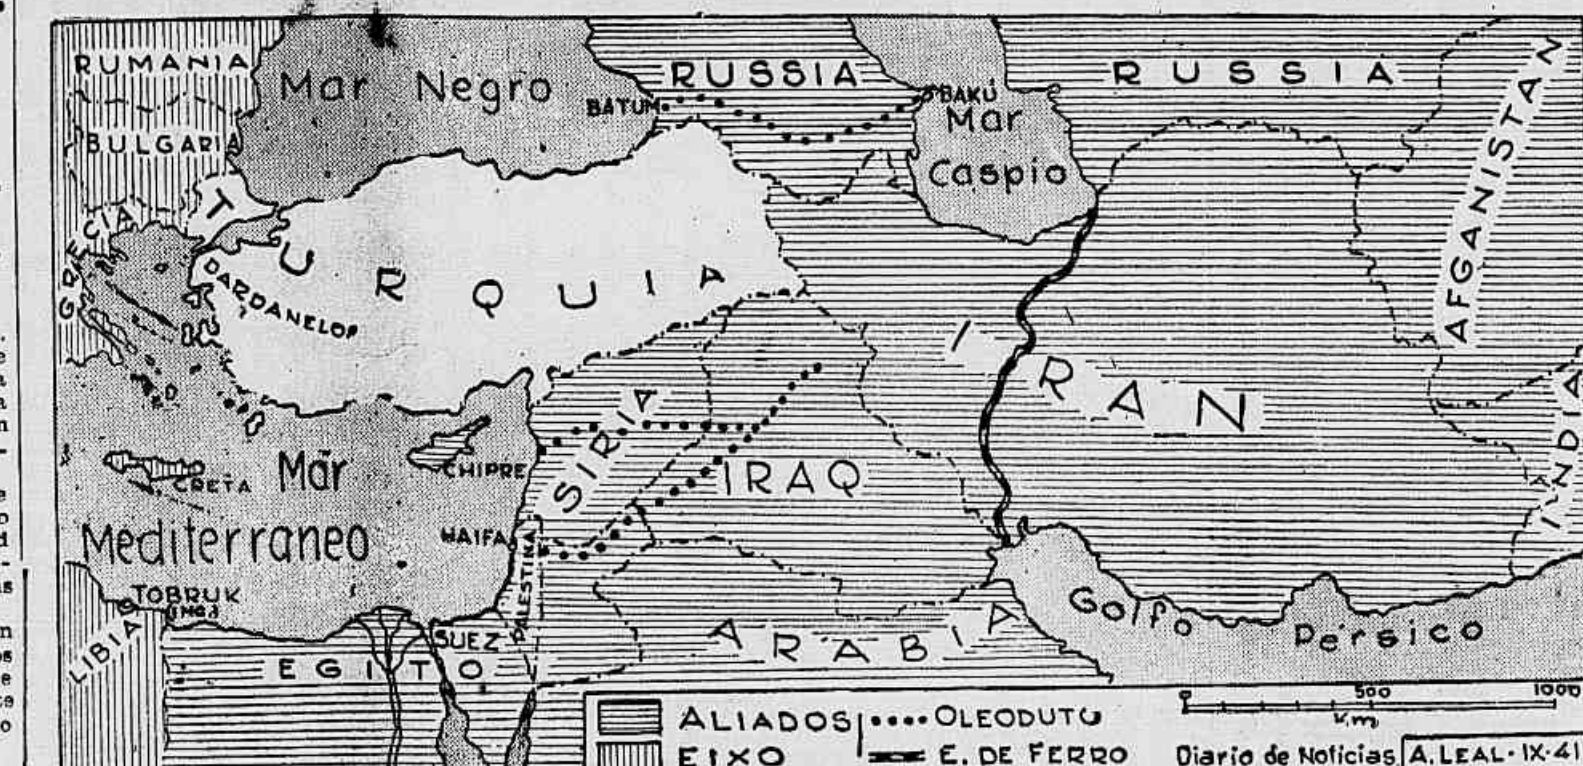 RUMANIA
Mar Negro
RUSSIA
RUSSIA
BATUM
BAKÚ
Mar
Caspio
BULGARIA
AFGANISTAN
GRECIA
TURQUIA
DARDANELOS
IRAN
SIRIA
IRAQ
CHIPRE
CRETA
Mar
Mediterraneo
HAIFA
PALESTINA
INDIA
TOBRUK
(ING.)
LIBIA
SUEZ
EGITO
ARABIA
Golfo Pérsico
500 1000
Km
ALIADOS
OLEODUTO
EIXO
E. DE FERRO
Diario de Noticias
A. LEAL-IX-41